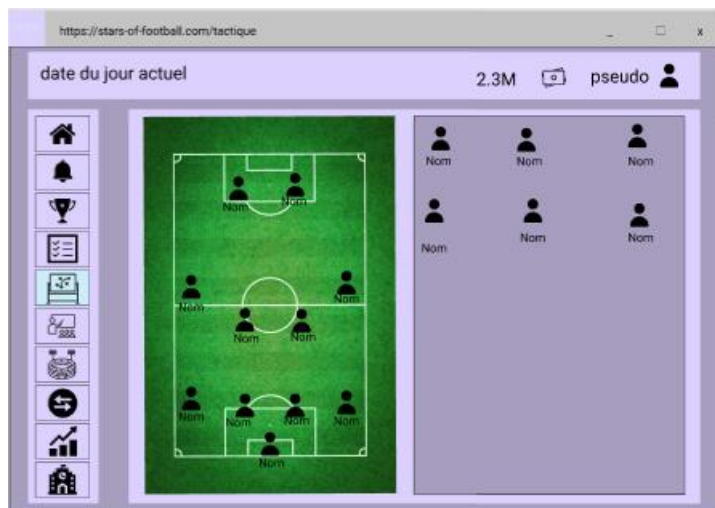 https://stars-of-football.com/tactique
_ x
date du jour actuel
2.3M pseudo
Nom Nom Nom
Nom Nom
Nom Nom Nom
Nom Nom
Nom Nom
Nom Nom Nom Nom
Nom